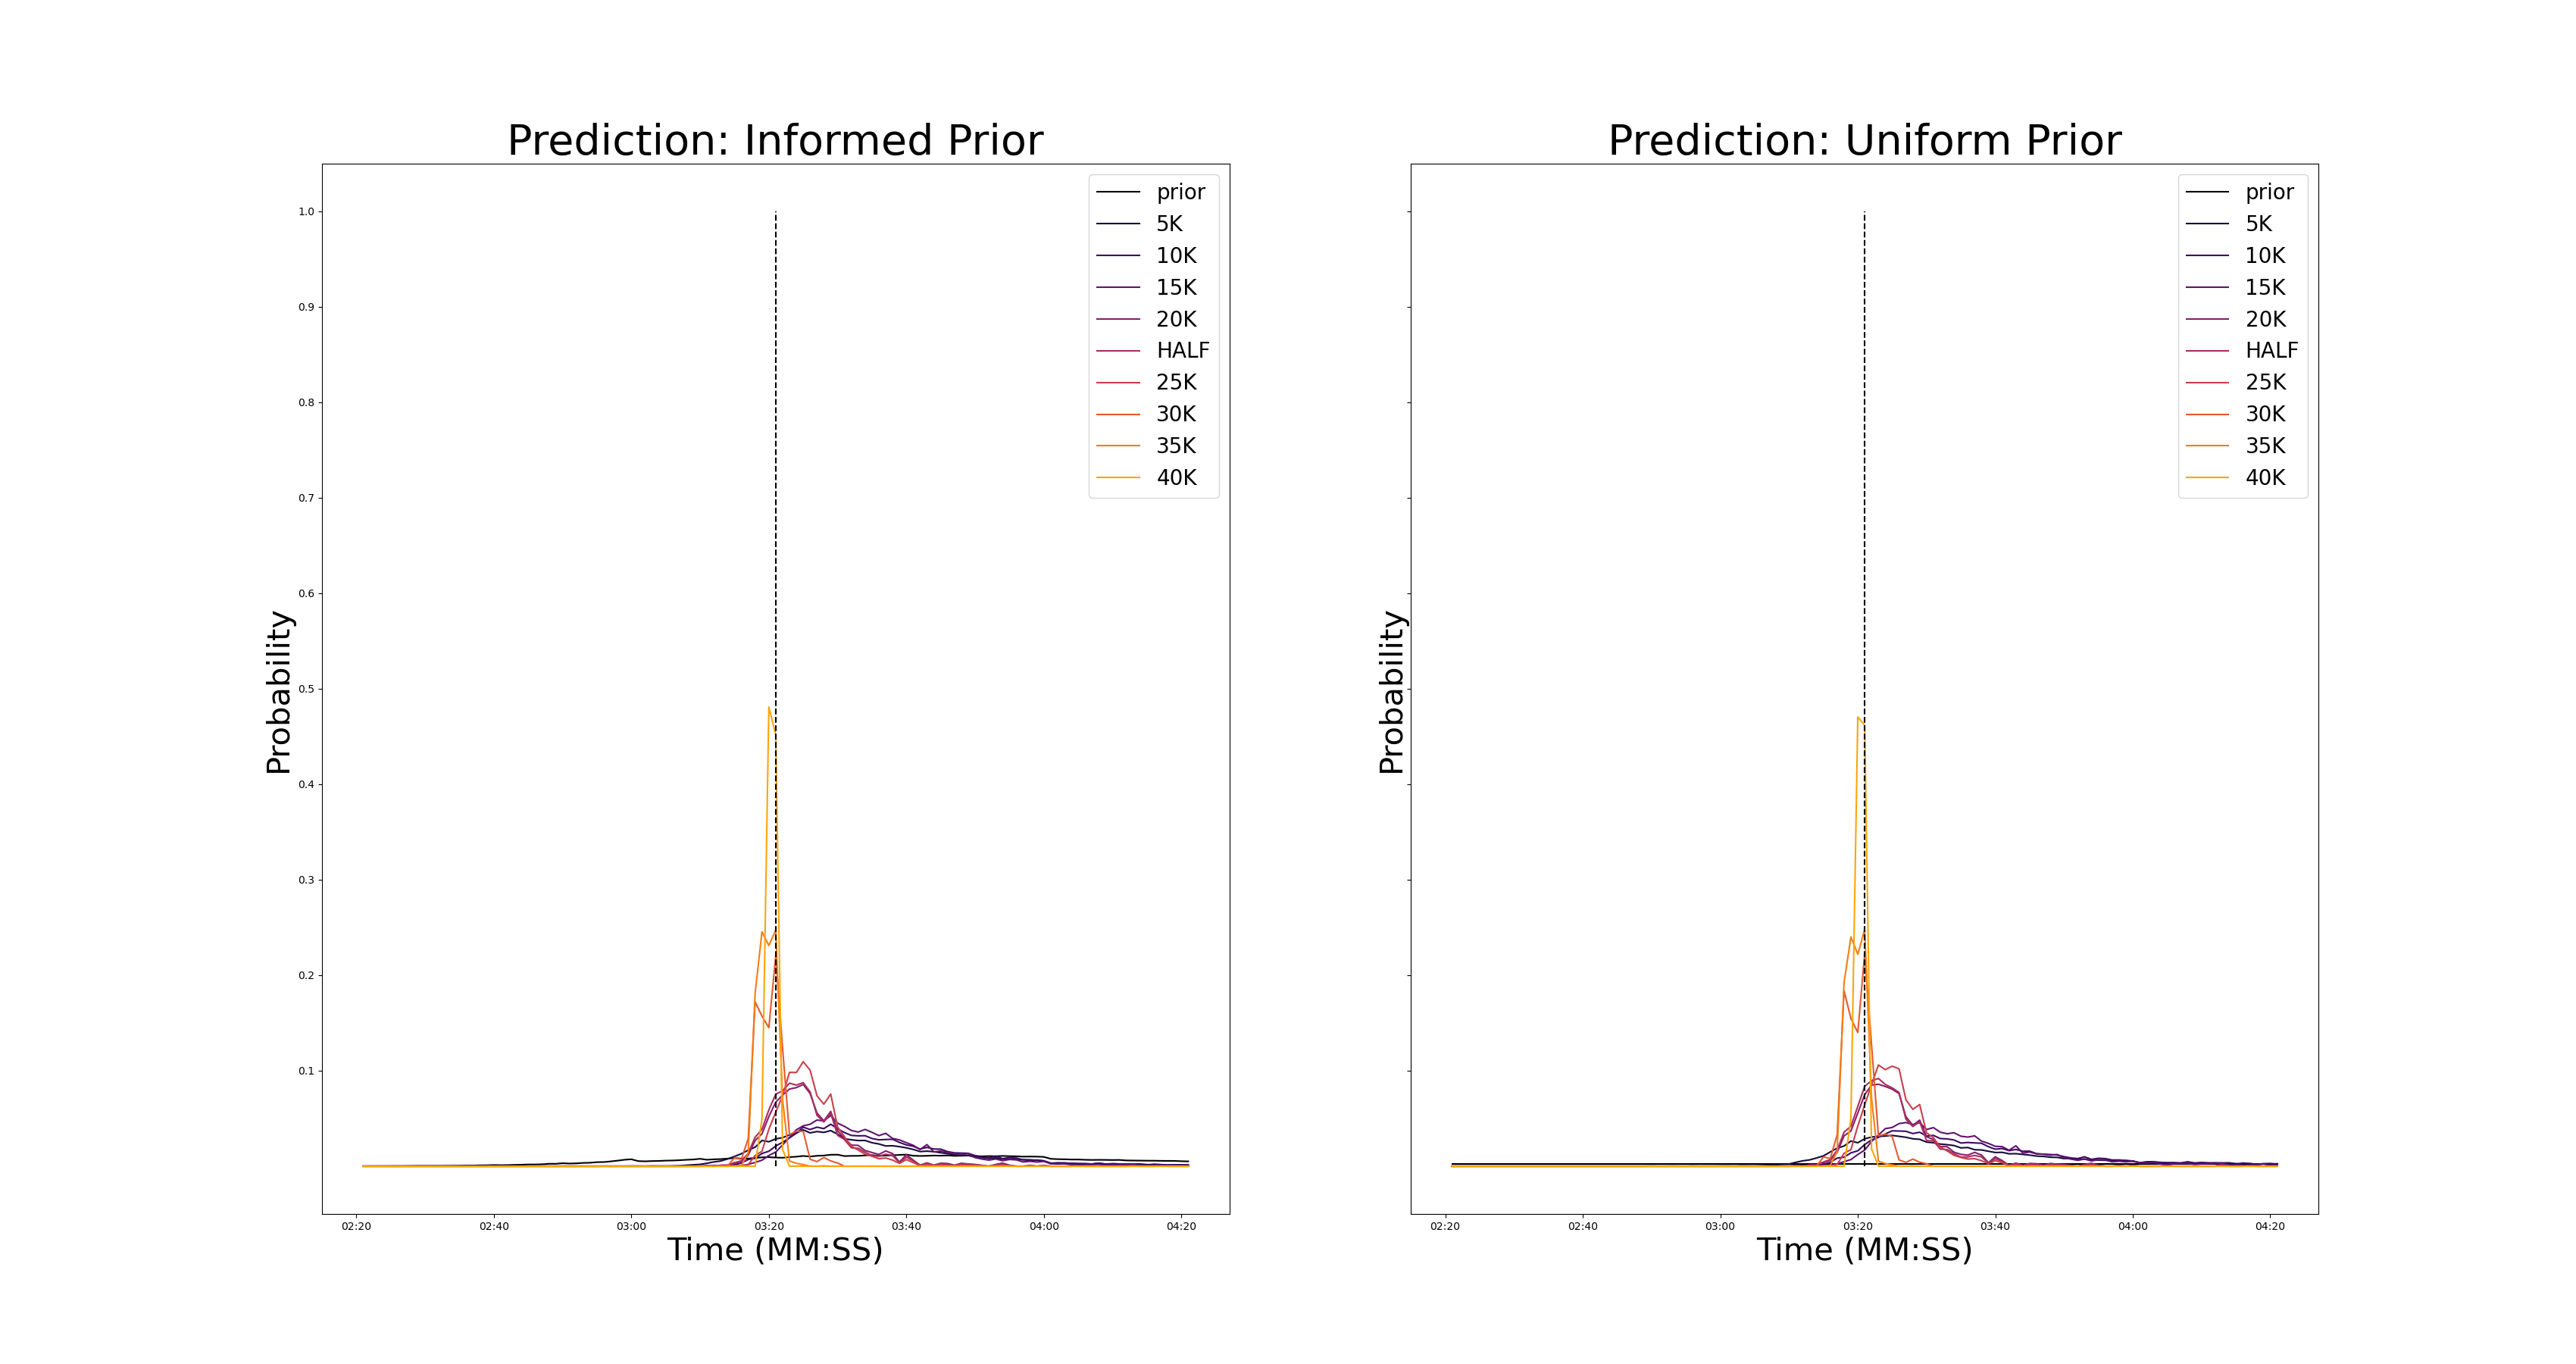 Prediction: Informed Prior
prior
5K
10K
15K
20K
HALF
25K
30K
35K
40K
1.0
0.9
0.8
0.7
0.6
0.5
0.4
0.3
0.2
0.1
Probability
02:20 02:40 03:00 03:20 03:40 04:00 04:20
Time (MM:SS)
Prediction: Uniform Prior
prior
5K
10K
15K
20K
HALF
25K
30K
35K
40K
Probability
02:20 02:40 03:00 03:20 03:40 04:00 04:20
Time (MM:SS)